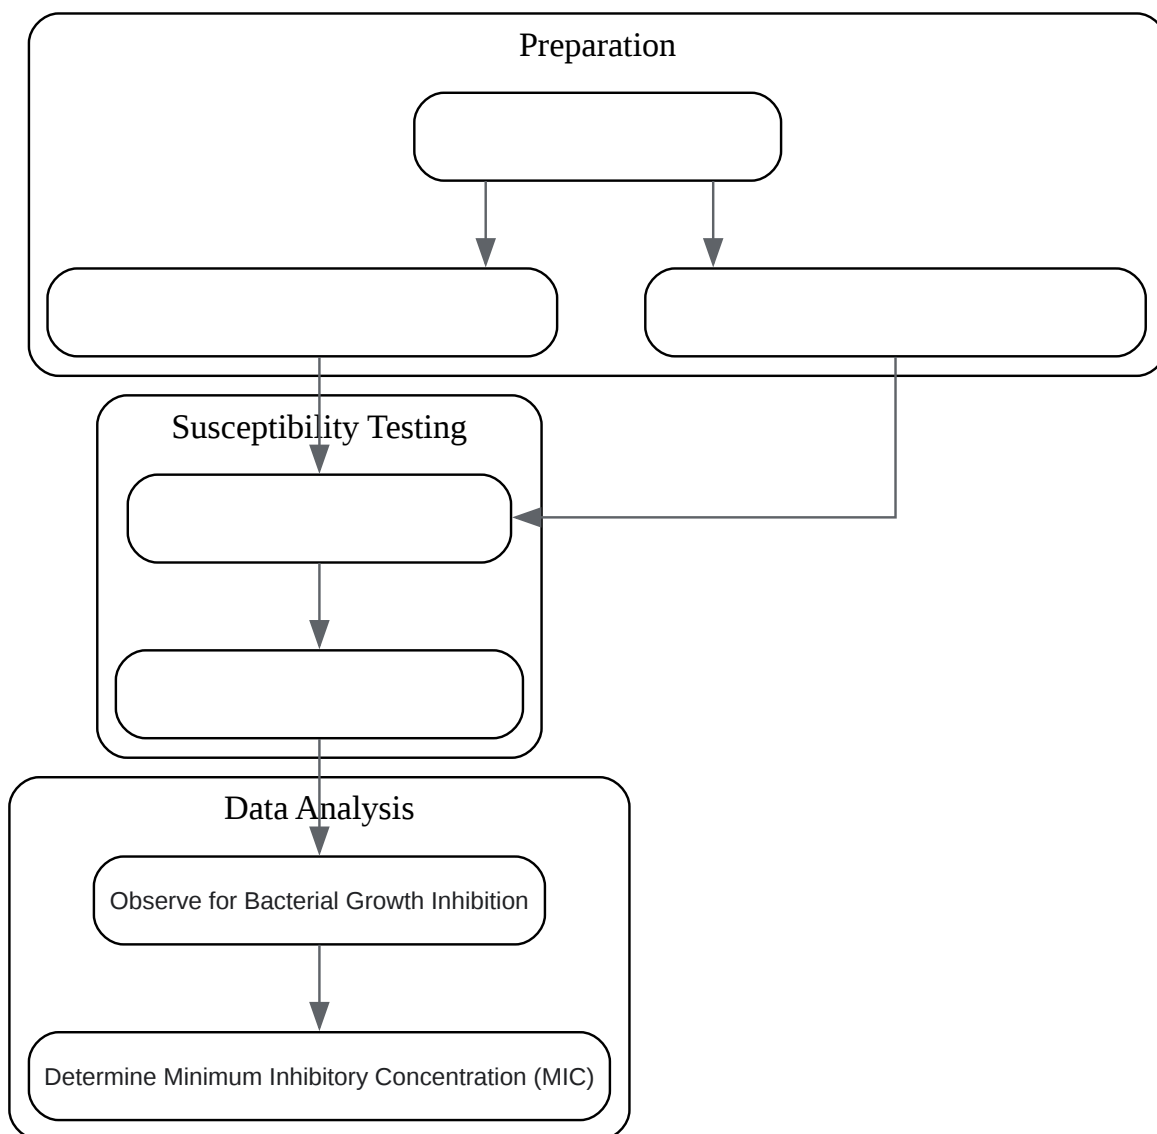 Preparation
Susceptibility Testing
Data Analysis
Observe for Bacterial Growth Inhibition
Determine Minimum Inhibitory Concentration (MIC)